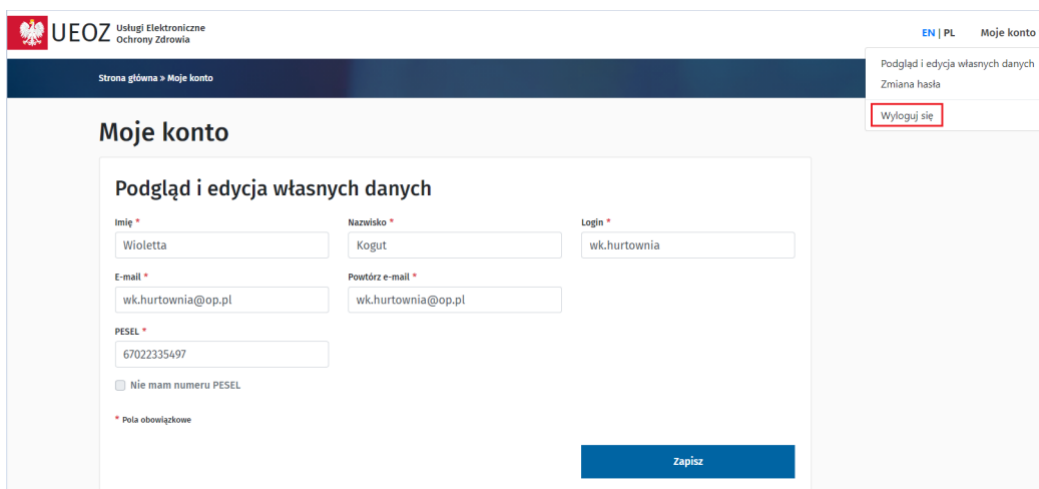 UEOZ Usługi Elektroniczne
Ochrony Zdrowia
EN | PL Moje konto
Podgląd i edycja własnych danych
Zmiana hasła
Wyloguj się
Strona główna » Moje konto
Moje konto
Podgląd i edycja własnych danych
Imię * Nazwisko * Login *
Wioletta Kogut wk.hurtownia
E-mail * Powtórz e-mail *
wk.hurtownia@op.pl wk.hurtownia@op.pl
PESEL *
67022335497
Nie mam numeru PESEL
* Pola obowiązkowe
Zapisz